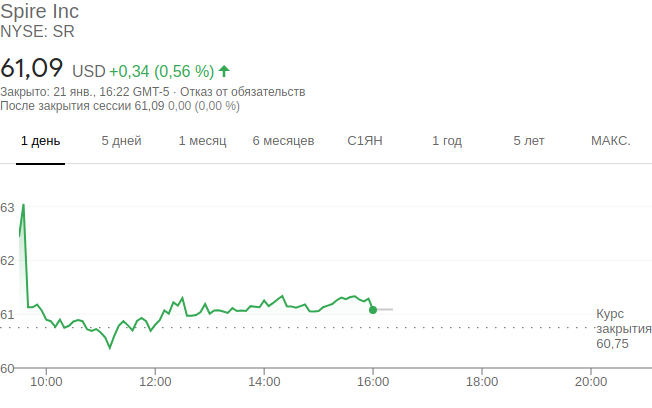 Spire Inc
NYSE: SR
61,09 USD +0,34 (0,56 %)
Закрыто: 21 янв., 16:22 GMT-5 · Отказ от обязательств
После закрытия сессии 61,09 0,00 (0,00 %)
1 день 5 дней 1 месяц 6 месяцев С1ЯН 1 год 5 лет МАКС.
63
62
61
Курс
закрытия
60,75
60
10:00 12:00 14:00 16:00 18:00 20:00